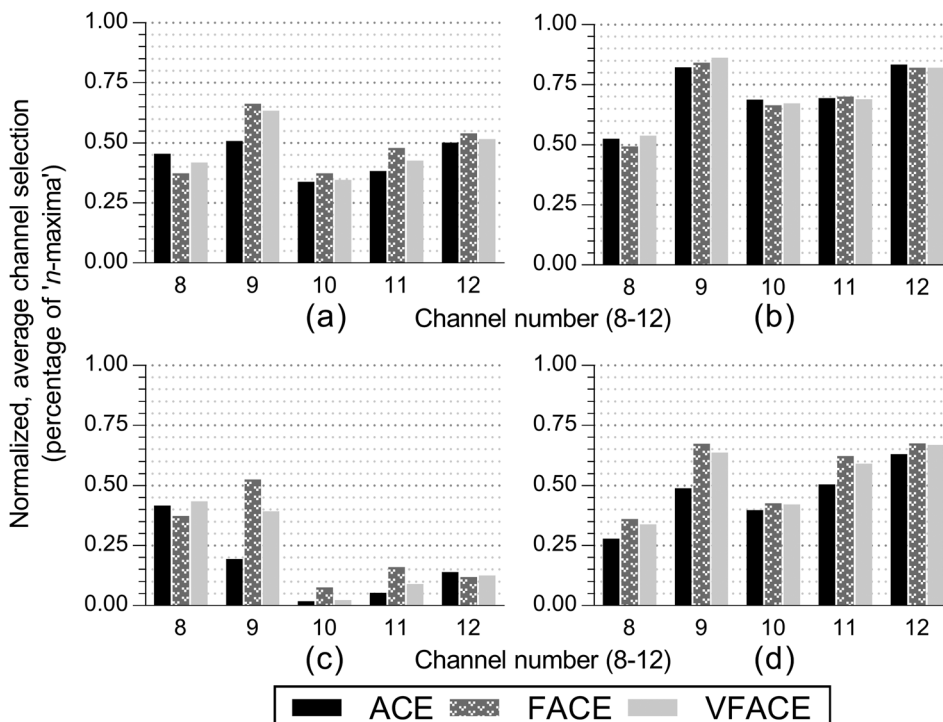 Normalized, average channel selection
(percentage of 'n-maxima')
1.00
0.75
0.50
0.25
0.00
8 9 10 11 12
(a)
1.00
0.75
0.50
0.25
0.00
8 9 10 11 12
(b)
Channel number (8-12)
1.00
0.75
0.50
0.25
0.00
8 9 10 11 12
(c)
1.00
0.75
0.50
0.25
0.00
8 9 10 11 12
(d)
Channel number (8-12)
ACE FACE VFACE